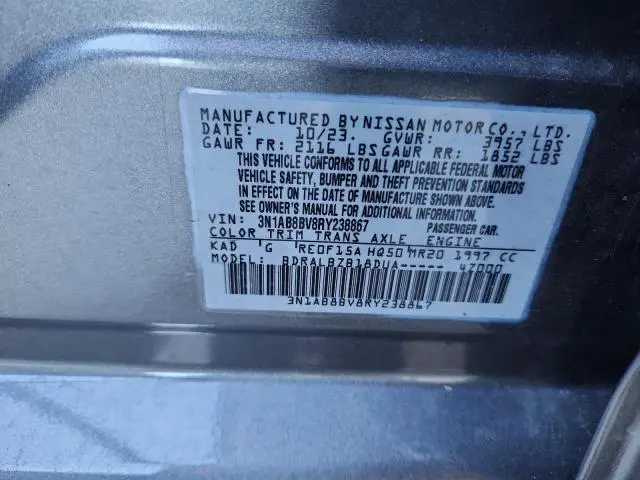 MANUFACTURED BY NISSAN MOTOR CO., LTD.
DATE: 10/23. GVWR: 3957 LBS
GAWR FR: 2116 LBS GAWR RR: 1852 LBS
THIS VEHICLE CONFORMS TO ALL APPLICABLE FEDERAL MOTOR
VEHICLE SAFETY, BUMPER AND THEFT PREVENTION STANDARDS
IN EFFECT ON THE DATE OF MANUFACTURE SHOWN ABOVE.
SEE OWNER'S MANUAL FOR ADDITIONAL INFORMATION.
VIN: 3N1AB8BV8RY238867 PASSENGER CAR.
COLOR TRIM TRANS AXLE ENGINE
KAD G RE0F15A HQ50 MR20 1997 CC
MODEL: BDRALBZB18DUA----- 47000
3N1AB8BV8RY238867